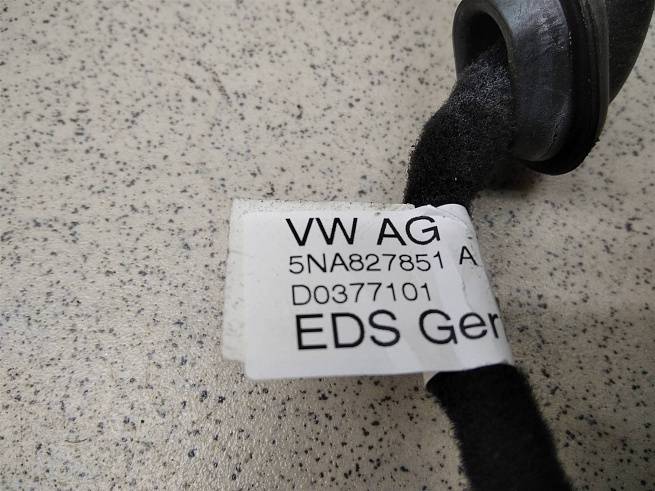 VW AG
5NA827851 A
D0377101
EDS Ger